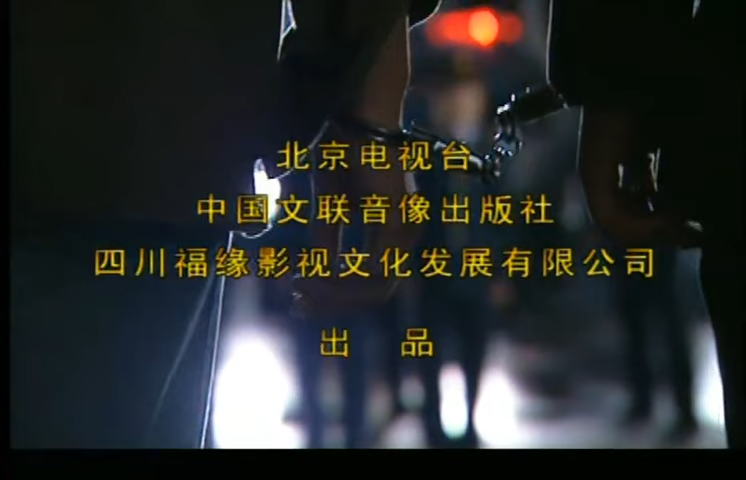 北京电视台
中国文联音像出版社
四川福缘影视文化发展有限公司
出 品